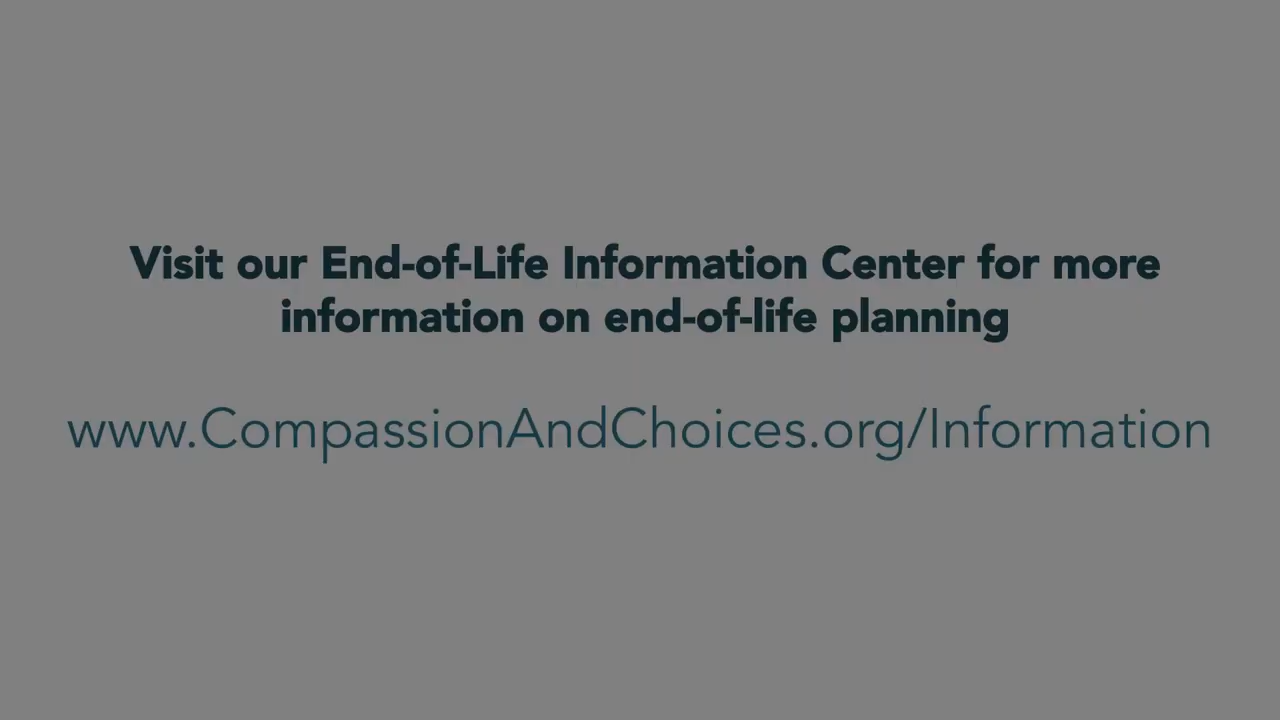 Visit our End-of-Life Information Center for more
information on end-of-life planning
www.CompassionAndChoices.org/Information